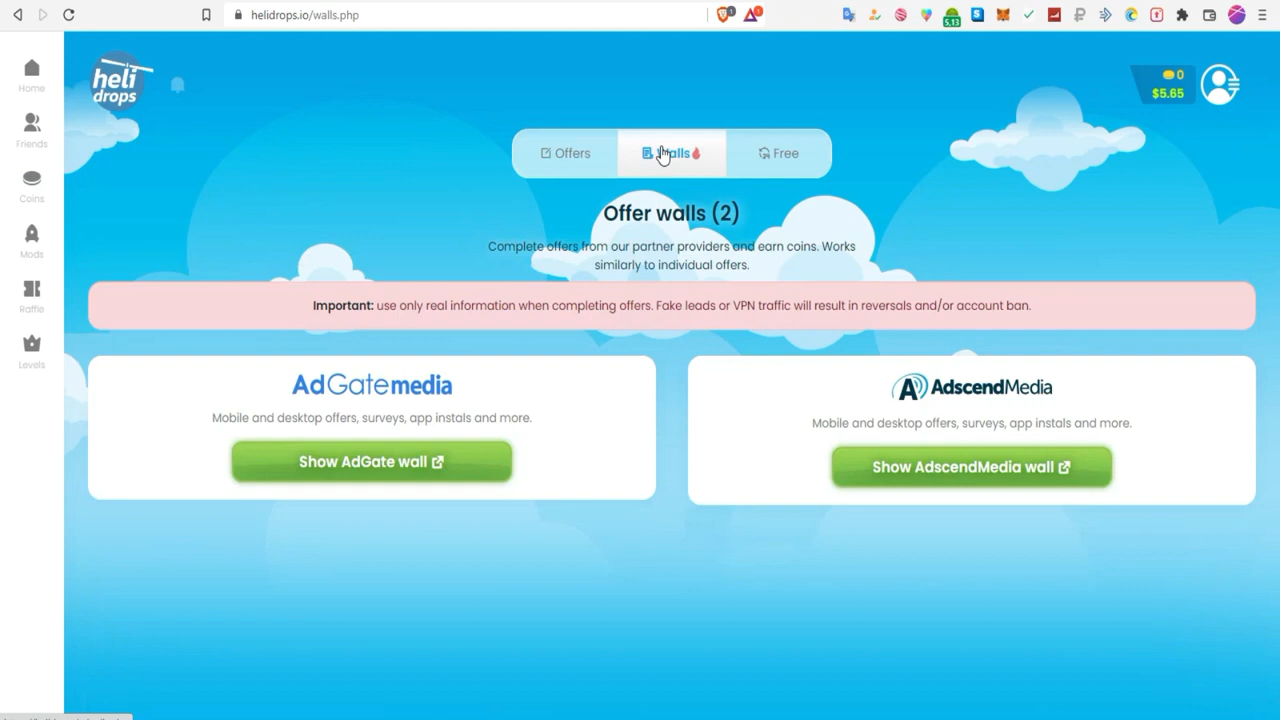 helidrops.io/walls.php
1
1
5,13
Home
Friends
Coins
Mods
Raffle
Levels
heli
drops
0
$5.65
Offers
Free
Offer walls (2)
Complete offers from our partner providers and earn coins. Works
similarly to individual offers.
Important: use only real information when completing offers. Fake leads or VPN traffic will result in reversals and/or account ban.
AdGatemedia
Mobile and desktop offers, surveys, app instals and more.
Show AdGate wall
AdscendMedia
Mobile and desktop offers, surveys, app instals and more.
Show AdscendMedia wall